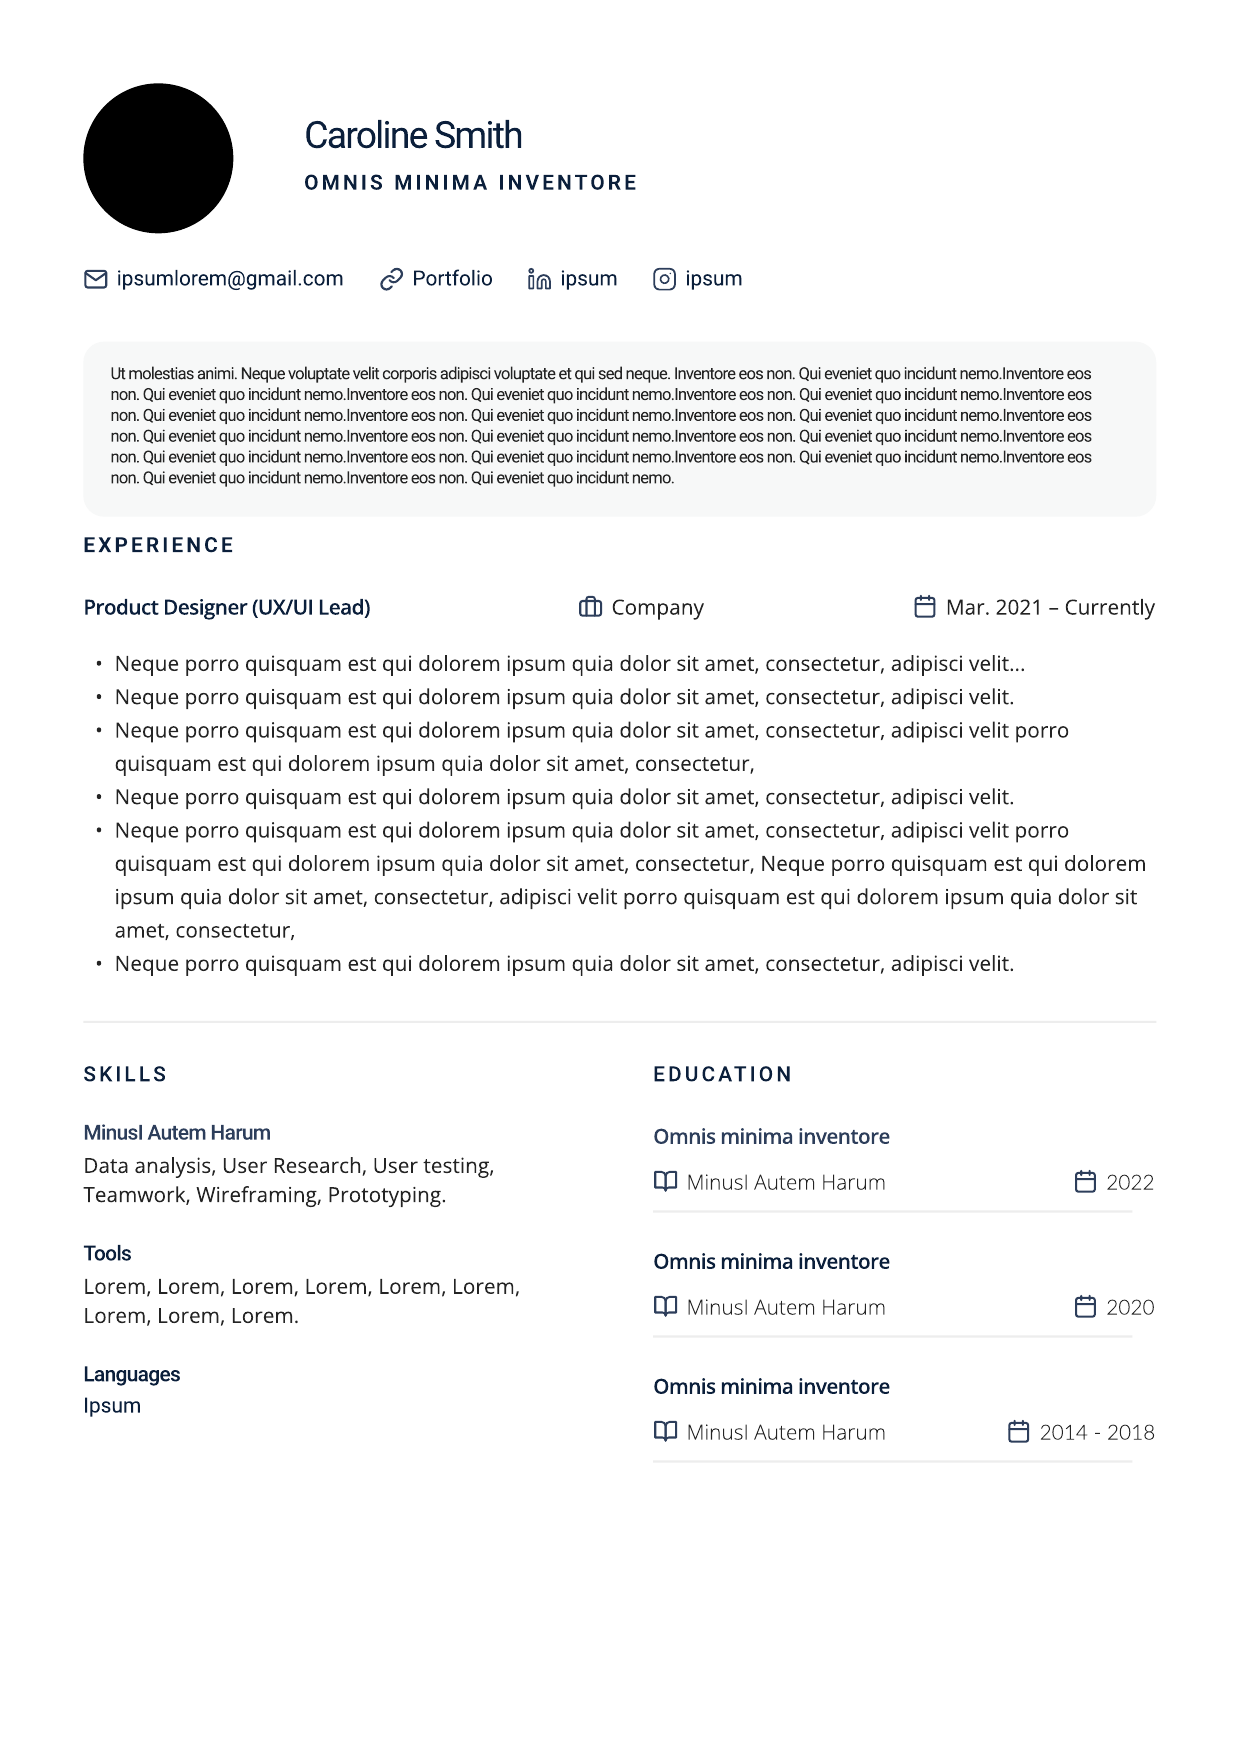 Caroline Smith
OMNIS MINIMA INVENTORE
ipsumlorem@gmail.com Portfolio ipsum ipsum
Ut molestias animi. Neque voluptate velit corporis adipisci voluptate et qui sed neque. Inventore eos non. Qui eveniet quo incidunt nemo.Inventore eos
non. Qui eveniet quo incidunt nemo.Inventore eos non. Qui eveniet quo incidunt nemo.Inventore eos non. Qui eveniet quo incidunt nemo.Inventore eos
non. Qui eveniet quo incidunt nemo.Inventore eos non. Qui eveniet quo incidunt nemo.Inventore eos non. Qui eveniet quo incidunt nemo.Inventore eos
non. Qui eveniet quo incidunt nemo.Inventore eos non. Qui eveniet quo incidunt nemo.Inventore eos non. Qui eveniet quo incidunt nemo.Inventore eos
non. Qui eveniet quo incidunt nemo.Inventore eos non. Qui eveniet quo incidunt nemo.Inventore eos non. Qui eveniet quo incidunt nemo.Inventore eos
non. Qui eveniet quo incidunt nemo.Inventore eos non. Qui eveniet quo incidunt nemo.
EXPERIENCE
Product Designer (UX/UI Lead) Company Mar. 2021 – Currently
• Neque porro quisquam est qui dolorem ipsum quia dolor sit amet, consectetur, adipisci velit...
• Neque porro quisquam est qui dolorem ipsum quia dolor sit amet, consectetur, adipisci velit.
• Neque porro quisquam est qui dolorem ipsum quia dolor sit amet, consectetur, adipisci velit porro
quisquam est qui dolorem ipsum quia dolor sit amet, consectetur,
• Neque porro quisquam est qui dolorem ipsum quia dolor sit amet, consectetur, adipisci velit.
• Neque porro quisquam est qui dolorem ipsum quia dolor sit amet, consectetur, adipisci velit porro
quisquam est qui dolorem ipsum quia dolor sit amet, consectetur, Neque porro quisquam est qui dolorem
ipsum quia dolor sit amet, consectetur, adipisci velit porro quisquam est qui dolorem ipsum quia dolor sit
amet, consectetur,
• Neque porro quisquam est qui dolorem ipsum quia dolor sit amet, consectetur, adipisci velit.
SKILLS
Minusl Autem Harum
Data analysis, User Research, User testing,
Teamwork, Wireframing, Prototyping.
Tools
Lorem, Lorem, Lorem, Lorem, Lorem, Lorem,
Lorem, Lorem, Lorem.
Languages
Ipsum
EDUCATION
Omnis minima inventore
Minusl Autem Harum 2022
Omnis minima inventore
Minusl Autem Harum 2020
Omnis minima inventore
Minusl Autem Harum 2014 - 2018